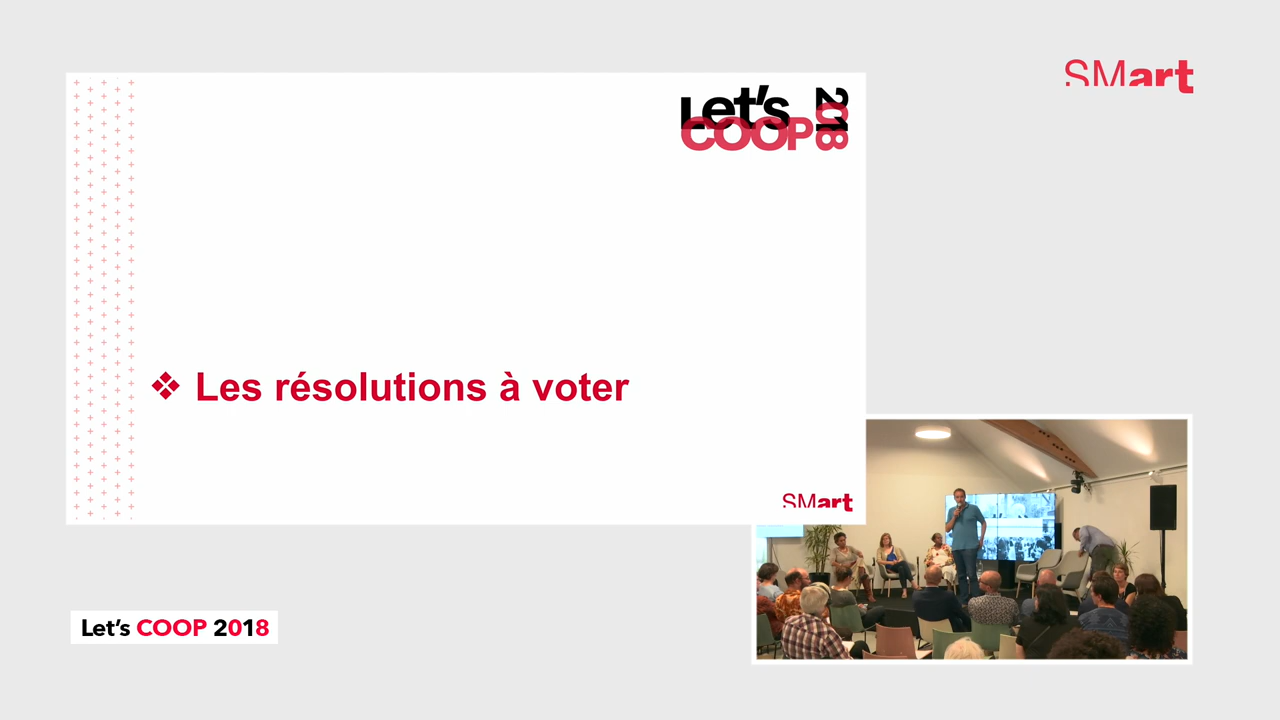 SMart
Let's
COOP
2018
❖ Les résolutions à voter
SMart
Let's COOP 2018